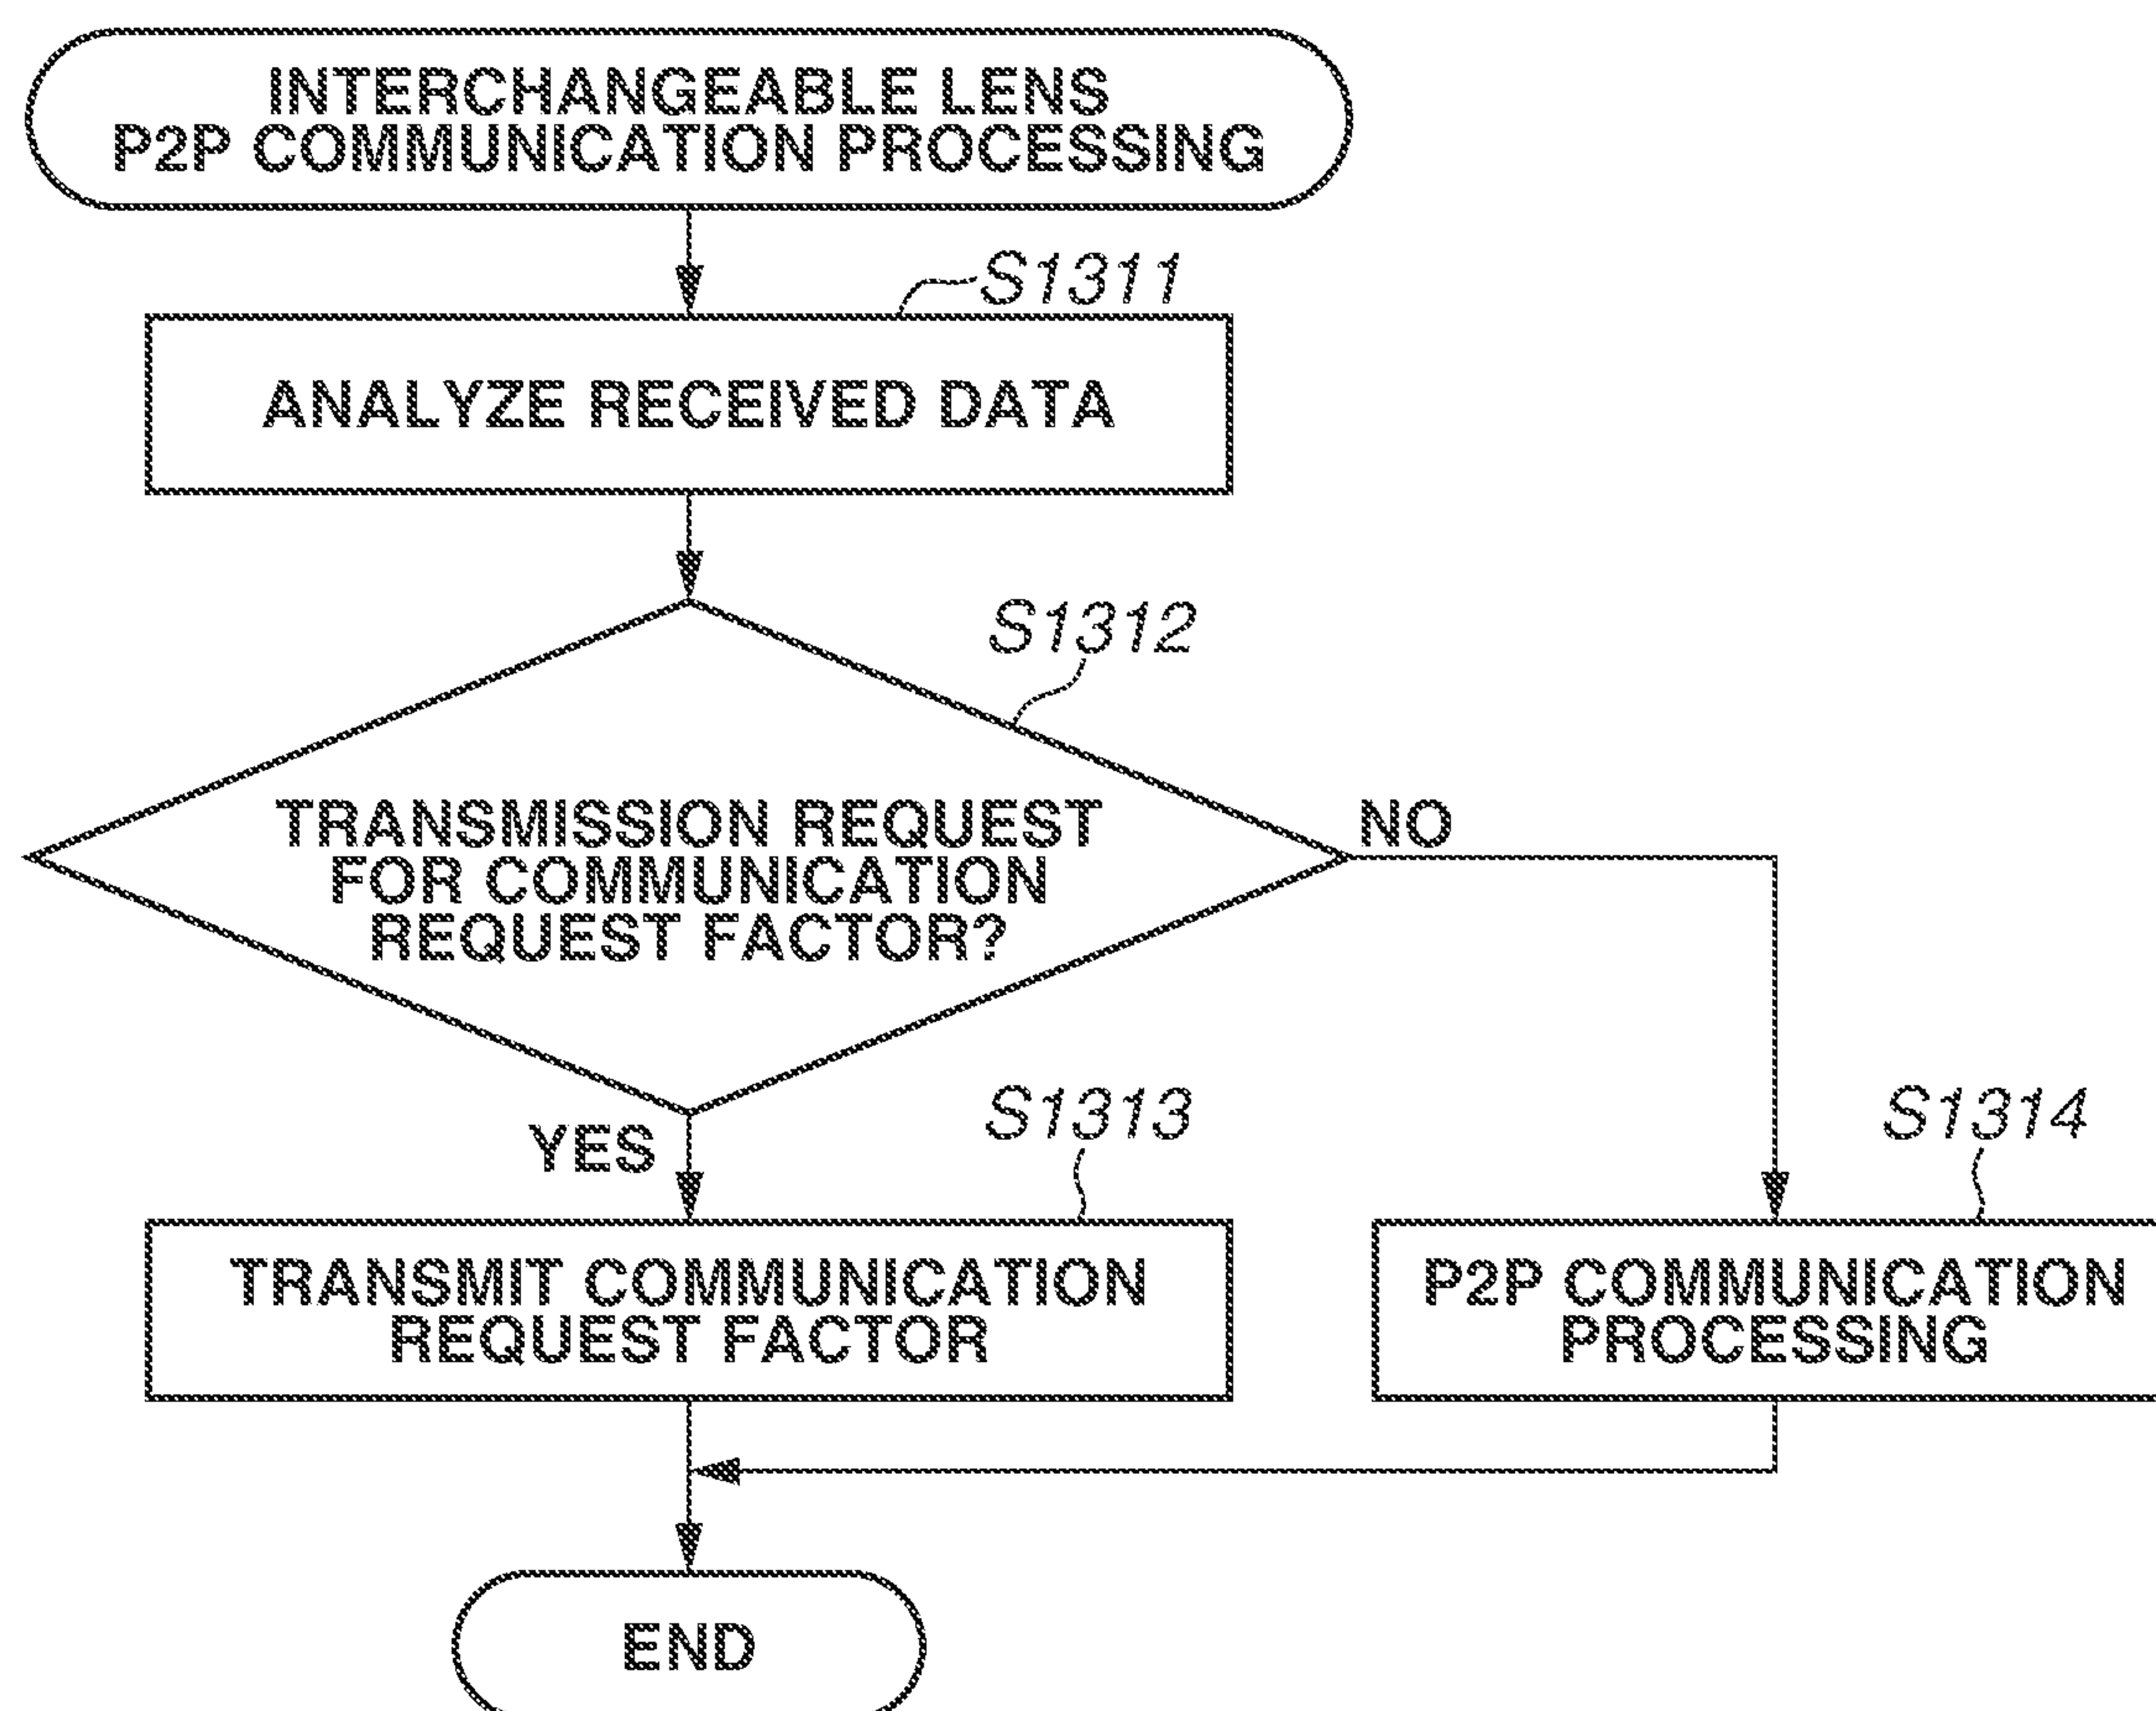 INTERCHANGEABLE LENS
P2P COMMUNICATION PROCESSING
S1311
ANALYZE RECEIVED DATA
S1312
TRANSMISSION REQUEST
FOR COMMUNICATION
REQUEST FACTOR?
NO
YES
S1313
S1314
TRANSMIT COMMUNICATION
REQUEST FACTOR
P2P COMMUNICATION
PROCESSING
END